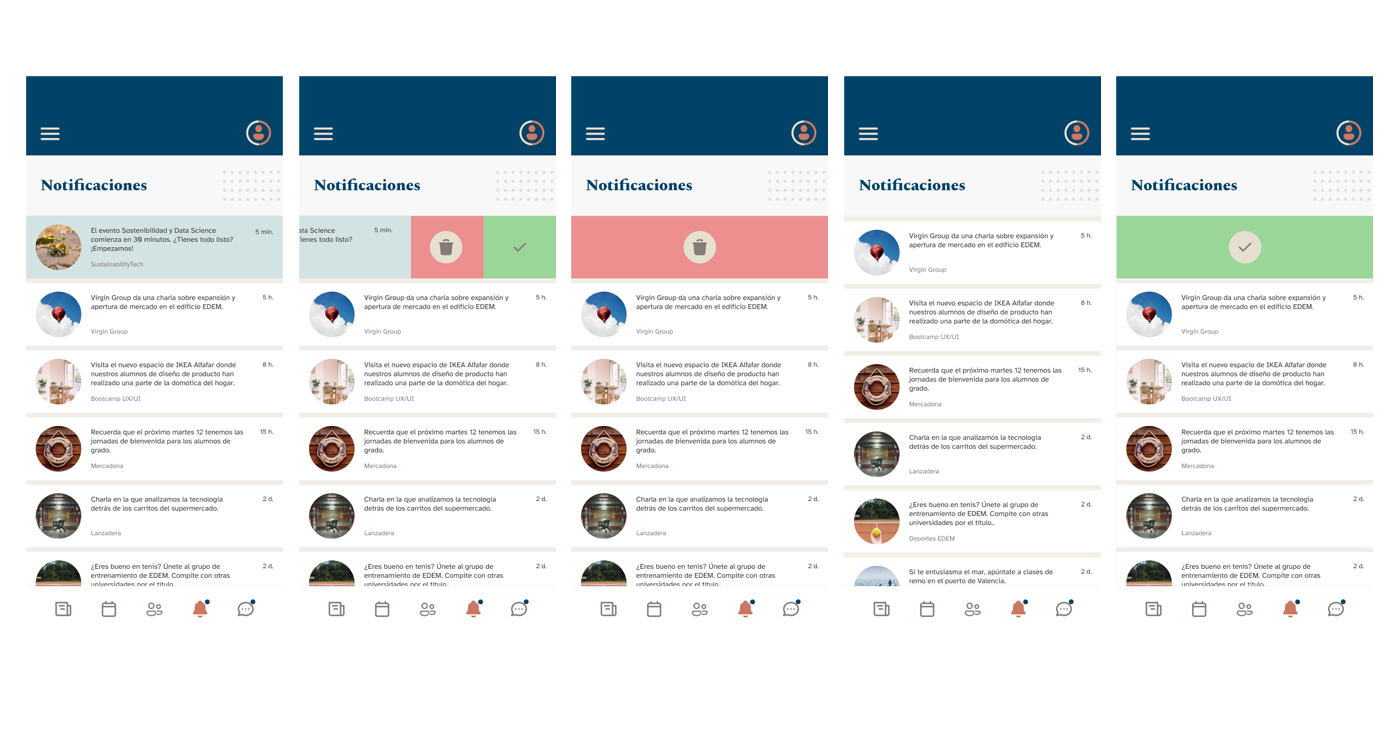 Notificaciones
El evento Sostenibilidad y Data Science
comienza en 30 minutos. ¿Tienes todo listo?
¡Empezamos!
5 min.
SustainabilityTech
Virgin Group da una charla sobre expansión y
apertura de mercado en el edificio EDEM.
5 h.
Virgin Group
Visita el nuevo espacio de IKEA Alfafar donde
nuestros alumnos de diseño de producto han
realizado una parte de la domótica del hogar.
8 h.
Bootcamp UX/UI
Recuerda que el próximo martes 12 tenemos las
jornadas de bienvenida para los alumnos de
grado.
15 h.
Mercadona
Charla en la que analizamos la tecnología
detrás de los carritos del supermercado.
2 d.
Lanzadera
¿Eres bueno en tenis? Únete al grupo de
entrenamiento de EDEM. Compite con otras
universidades por el título.
2 d.
Notificaciones
ata Science
ienes todo listo?
5 min.
Virgin Group da una charla sobre expansión y
apertura de mercado en el edificio EDEM.
5 h.
Virgin Group
Visita el nuevo espacio de IKEA Alfafar donde
nuestros alumnos de diseño de producto han
realizado una parte de la domótica del hogar.
8 h.
Bootcamp UX/UI
Recuerda que el próximo martes 12 tenemos las
jornadas de bienvenida para los alumnos de
grado.
15 h.
Mercadona
Charla en la que analizamos la tecnología
detrás de los carritos del supermercado.
2 d.
Lanzadera
¿Eres bueno en tenis? Únete al grupo de
entrenamiento de EDEM. Compite con otras
universidades por el título.
2 d.
Notificaciones
Virgin Group da una charla sobre expansión y
apertura de mercado en el edificio EDEM.
5 h.
Virgin Group
Visita el nuevo espacio de IKEA Alfafar donde
nuestros alumnos de diseño de producto han
realizado una parte de la domótica del hogar.
8 h.
Bootcamp UX/UI
Recuerda que el próximo martes 12 tenemos las
jornadas de bienvenida para los alumnos de
grado.
15 h.
Mercadona
Charla en la que analizamos la tecnología
detrás de los carritos del supermercado.
2 d.
Lanzadera
¿Eres bueno en tenis? Únete al grupo de
entrenamiento de EDEM. Compite con otras
universidades por el título.
2 d.
Notificaciones
Virgin Group da una charla sobre expansión y
apertura de mercado en el edificio EDEM.
5 h.
Virgin Group
Visita el nuevo espacio de IKEA Alfafar donde
nuestros alumnos de diseño de producto han
realizado una parte de la domótica del hogar.
8 h.
Bootcamp UX/UI
Recuerda que el próximo martes 12 tenemos las
jornadas de bienvenida para los alumnos de
grado.
15 h.
Mercadona
Charla en la que analizamos la tecnología
detrás de los carritos del supermercado.
2 d.
Lanzadera
¿Eres bueno en tenis? Únete al grupo de
entrenamiento de EDEM. Compite con otras
universidades por el título..
2 d.
Deportes EDEM
Si te entusiasma el mar, apúntate a clases de
remo en el puerto de Valencia.
2 d.
Notificaciones
Virgin Group da una charla sobre expansión y
apertura de mercado en el edificio EDEM.
5 h.
Virgin Group
Visita el nuevo espacio de IKEA Alfafar donde
nuestros alumnos de diseño de producto han
realizado una parte de la domótica del hogar.
8 h.
Bootcamp UX/UI
Recuerda que el próximo martes 12 tenemos las
jornadas de bienvenida para los alumnos de
grado.
15 h.
Mercadona
Charla en la que analizamos la tecnología
detrás de los carritos del supermercado.
2 d.
Lanzadera
¿Eres bueno en tenis? Únete al grupo de
entrenamiento de EDEM. Compite con otras
universidades por el título.
2 d.